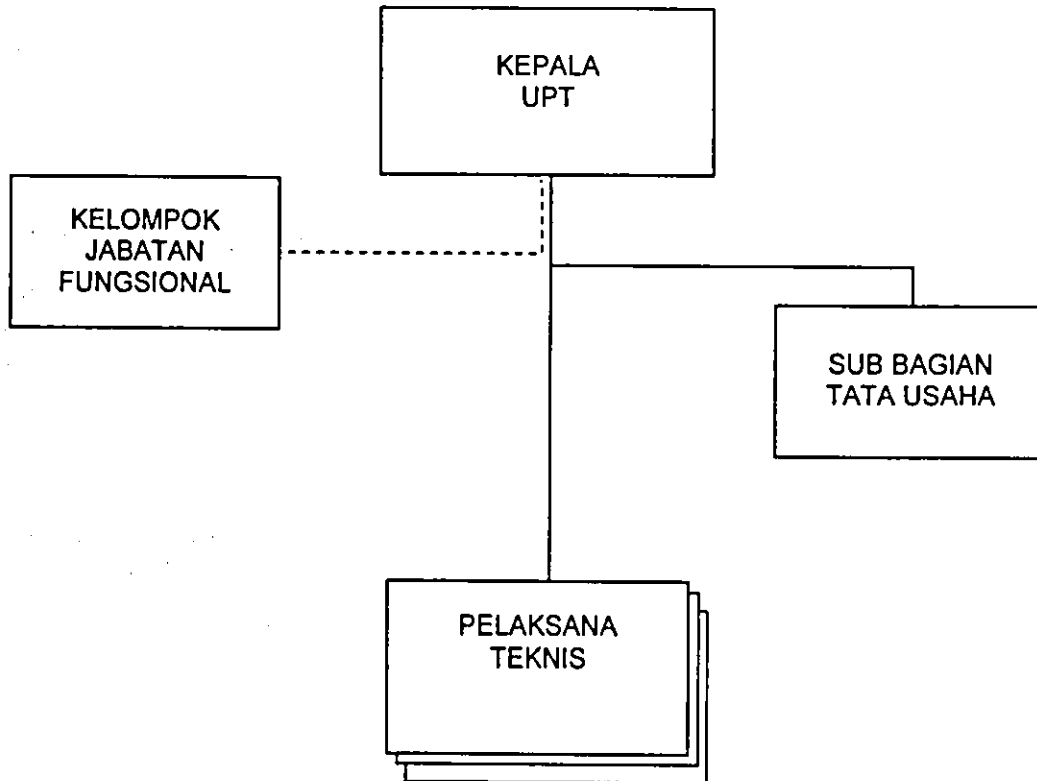 KEPALA
UPT
KELOMPOK
JABATAN
FUNGSIONAL
SUB BAGIAN
TATA USAHA
PELAKSANA
TEKNIS